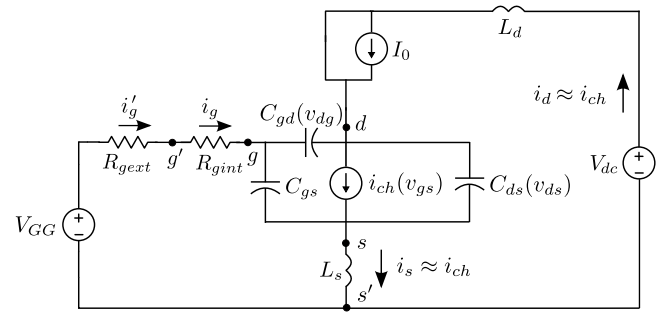 L_d
I_0
i_d ≈ i_ch
i'_g
i_g
C_gd(v_dg)
d
R_gext
g'
R_gint
g
V_dc
+
−
C_gs
i_ch(v_gs)
C_ds(v_ds)
V_GG
+
−
s
L_s
i_s ≈ i_ch
s'